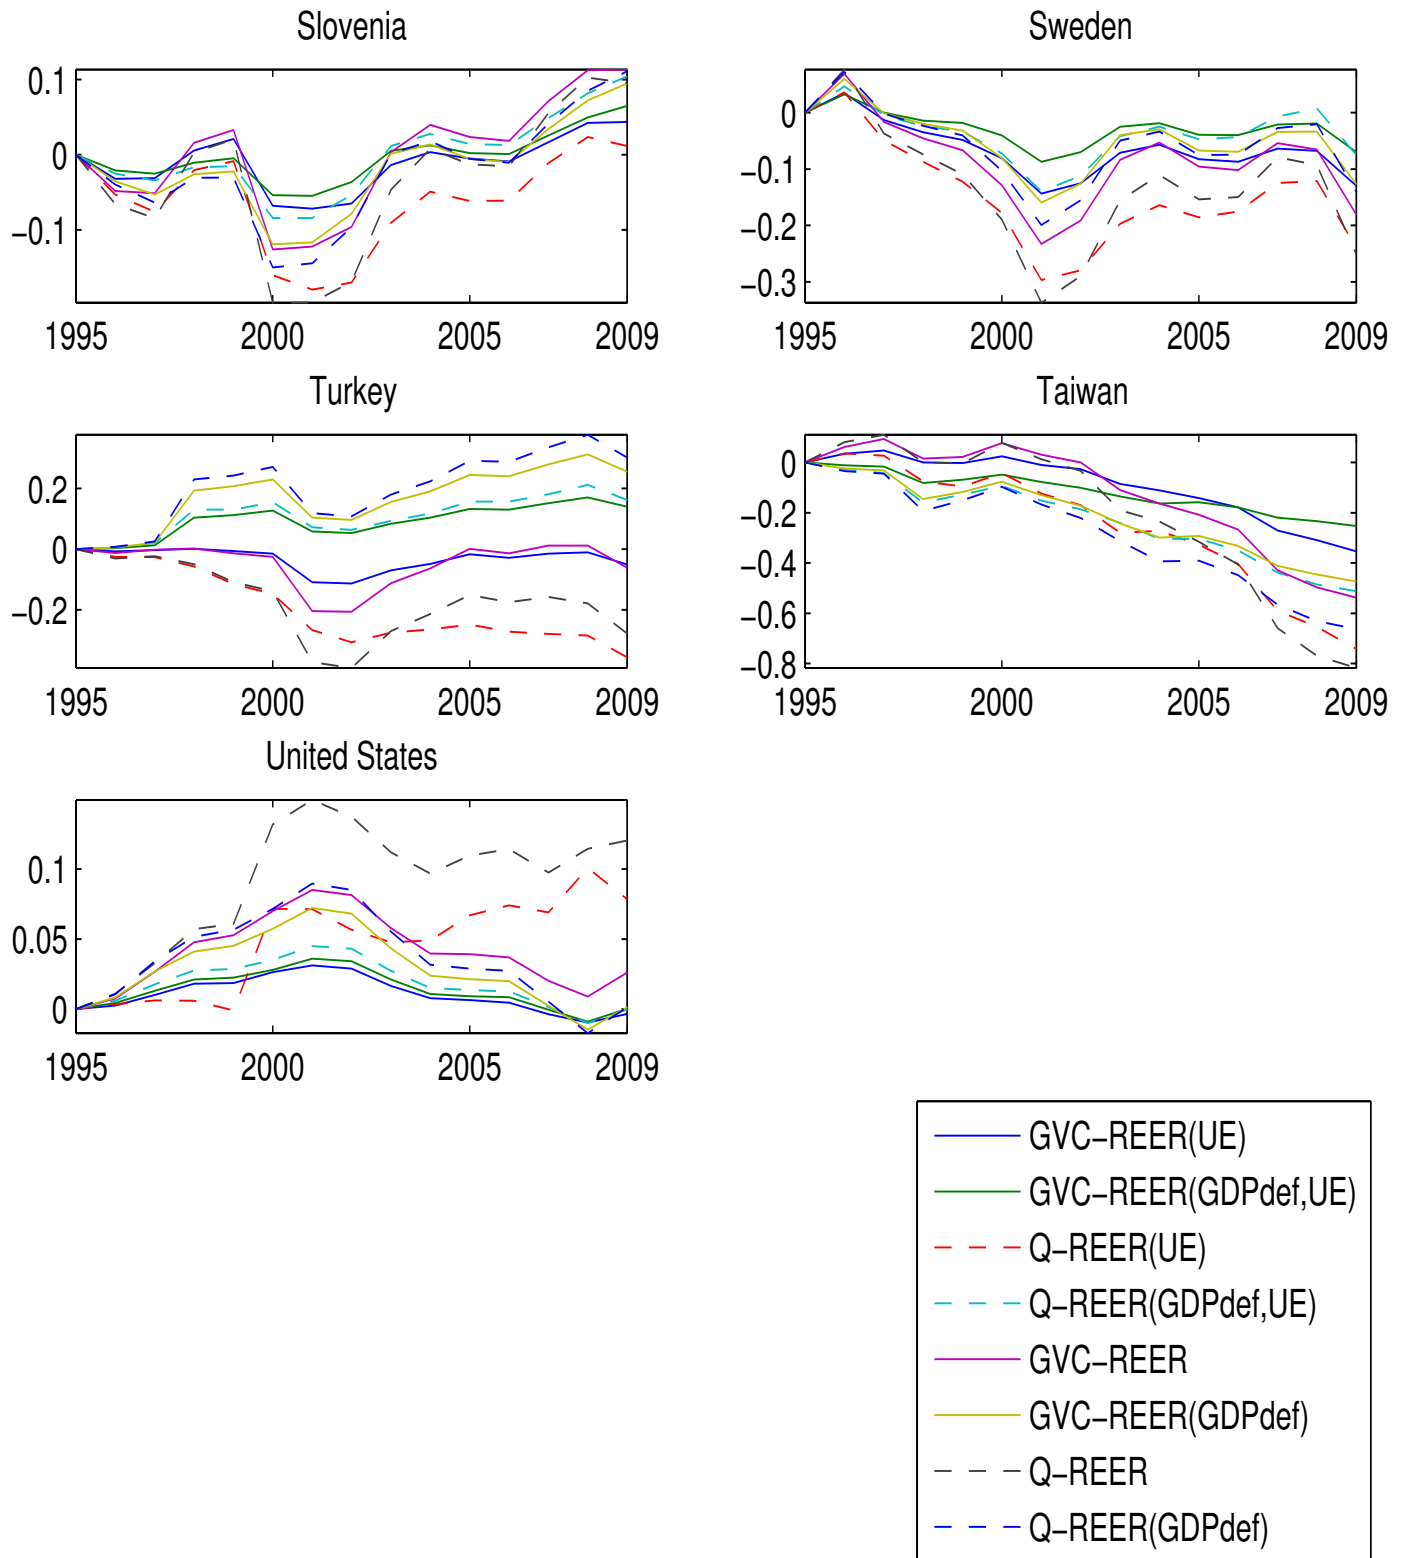 Slovenia
0.1
0
−0.1
1995 2000 2005 2009
Sweden
0
−0.1
−0.2
−0.3
1995 2000 2005 2009
Turkey
0.2
0
−0.2
1995 2000 2005 2009
Taiwan
0
−0.2
−0.4
−0.6
−0.8
1995 2000 2005 2009
United States
0.1
0.05
0
1995 2000 2005 2009
GVC−REER(UE)
GVC−REER(GDPdef,UE)
Q−REER(UE)
Q−REER(GDPdef,UE)
GVC−REER
GVC−REER(GDPdef)
Q−REER
Q−REER(GDPdef)